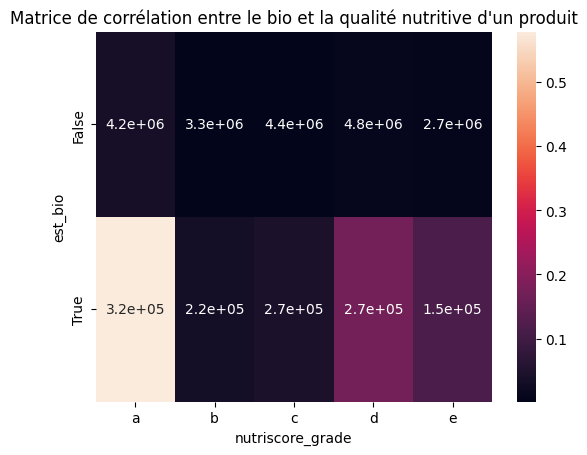 Matrice de corrélation entre le bio et la qualité nutritive d'un produit
False
4.2e+06 3.3e+06 4.4e+06 4.8e+06 2.7e+06
est_bio
True
3.2e+05 2.2e+05 2.7e+05 2.7e+05 1.5e+05
a b c d e
nutriscore_grade
0.5
0.4
0.3
0.2
0.1